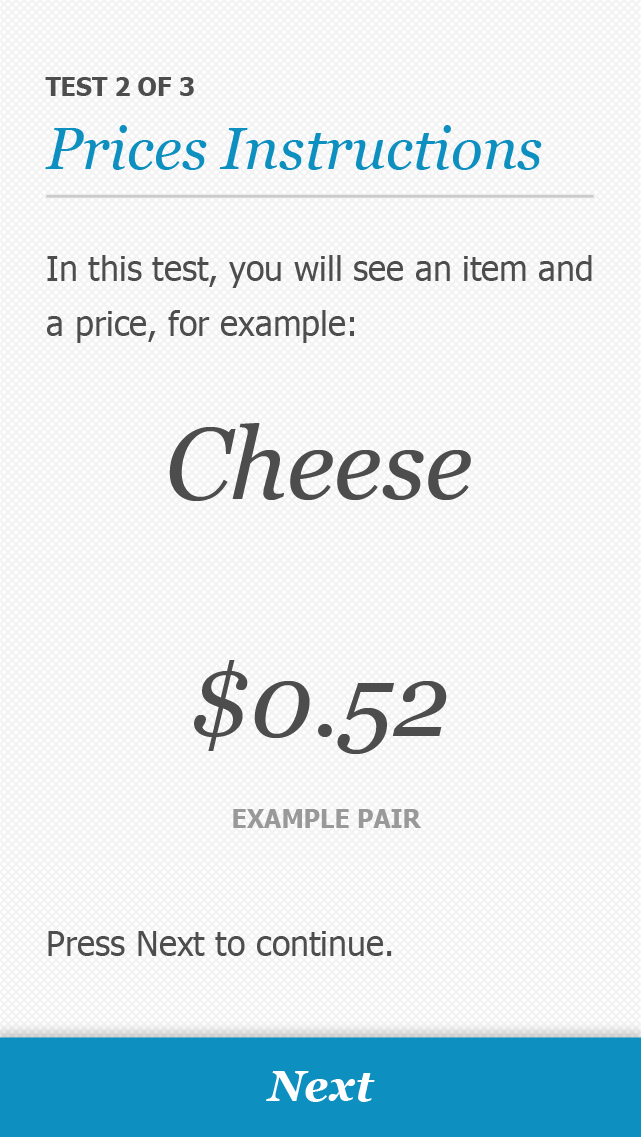 TEST 2 OF 3
Prices Instructions
In this test, you will see an item and
a price, for example:
Cheese
$0.52
EXAMPLE PAIR
Press Next to continue.
Next